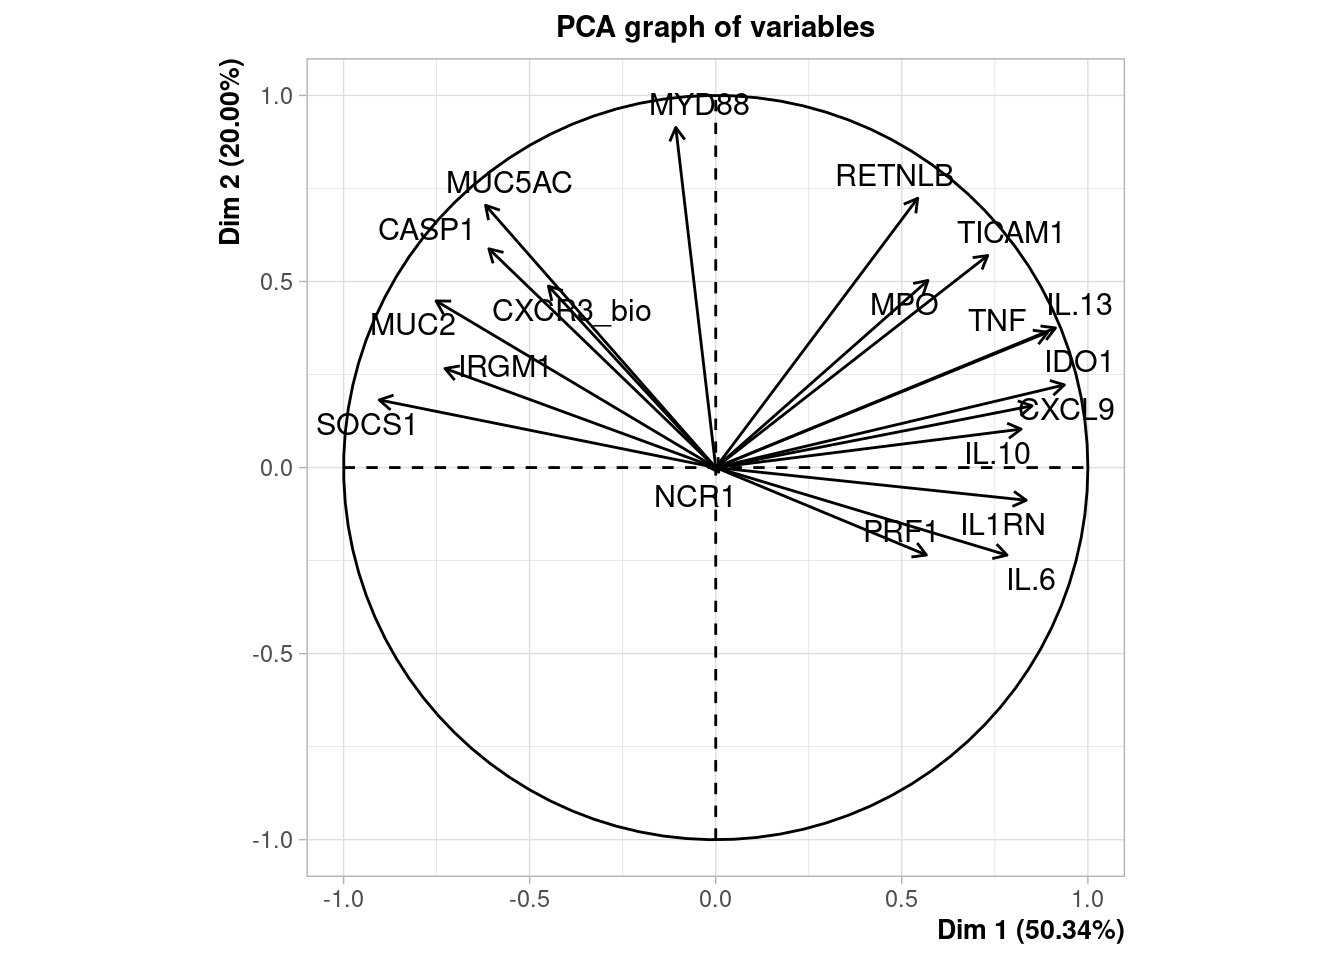 PCA graph of variables
Dim 2 (20.00%)
1.0
0.5
0.0
-0.5
-1.0
MYD88
RETNLB
MUC5AC
CASP1
TICAM1
CXCR3_bio
MPO
IL.13
TNF
MUC2
IDO1
IRGM1
CXCL9
SOCS1
IL.10
NCR1
PRF1
IL1RN
IL.6
-1.0
-0.5
0.0
0.5
1.0
Dim 1 (50.34%)